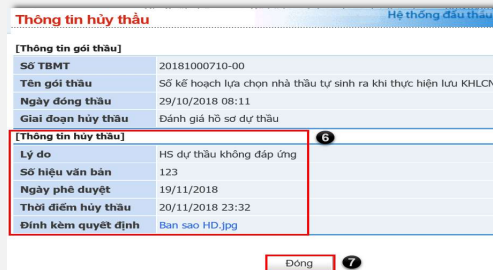 Thông tin hủy thầu
Hệ thống đấu thầu
[Thông tin gói thầu]
Số TBMT 20181000710-00
Tên gói thầu Số kế hoạch lựa chọn nhà thầu tự sinh ra khi thực hiện lưu KHLCN
Ngày đóng thầu 29/10/2018 08:11
Giai đoạn hủy thầu Đánh giá hồ sơ dự thầu
[Thông tin hủy thầu]
6
Lý do HS dự thầu không đáp ứng
Số hiệu văn bản 123
Ngày phê duyệt 19/11/2018
Thời điểm hủy thầu 20/11/2018 23:32
Đính kèm quyết định Ban sao HD.jpg
Đóng 7